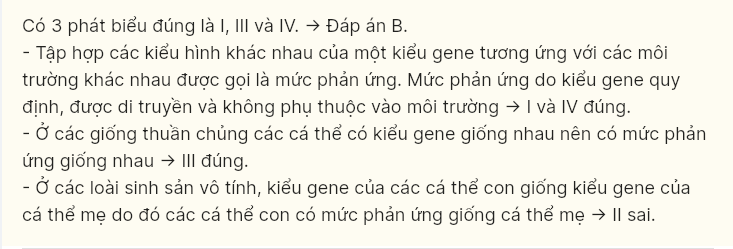 Có 3 phát biểu đúng là I, III và IV. → Đáp án B.
- Tập hợp các kiểu hình khác nhau của một kiểu gene tương ứng với các môi
trường khác nhau được gọi là mức phản ứng. Mức phản ứng do kiểu gene quy
định, được di truyền và không phụ thuộc vào môi trường → I và IV đúng.
- Ở các giống thuần chủng các cá thể có kiểu gene giống nhau nên có mức phản
ứng giống nhau → III đúng.
- Ở các loài sinh sản vô tính, kiểu gene của các cá thể con giống kiểu gene của
cá thể mẹ do đó các cá thể con có mức phản ứng giống cá thể mẹ → II sai.